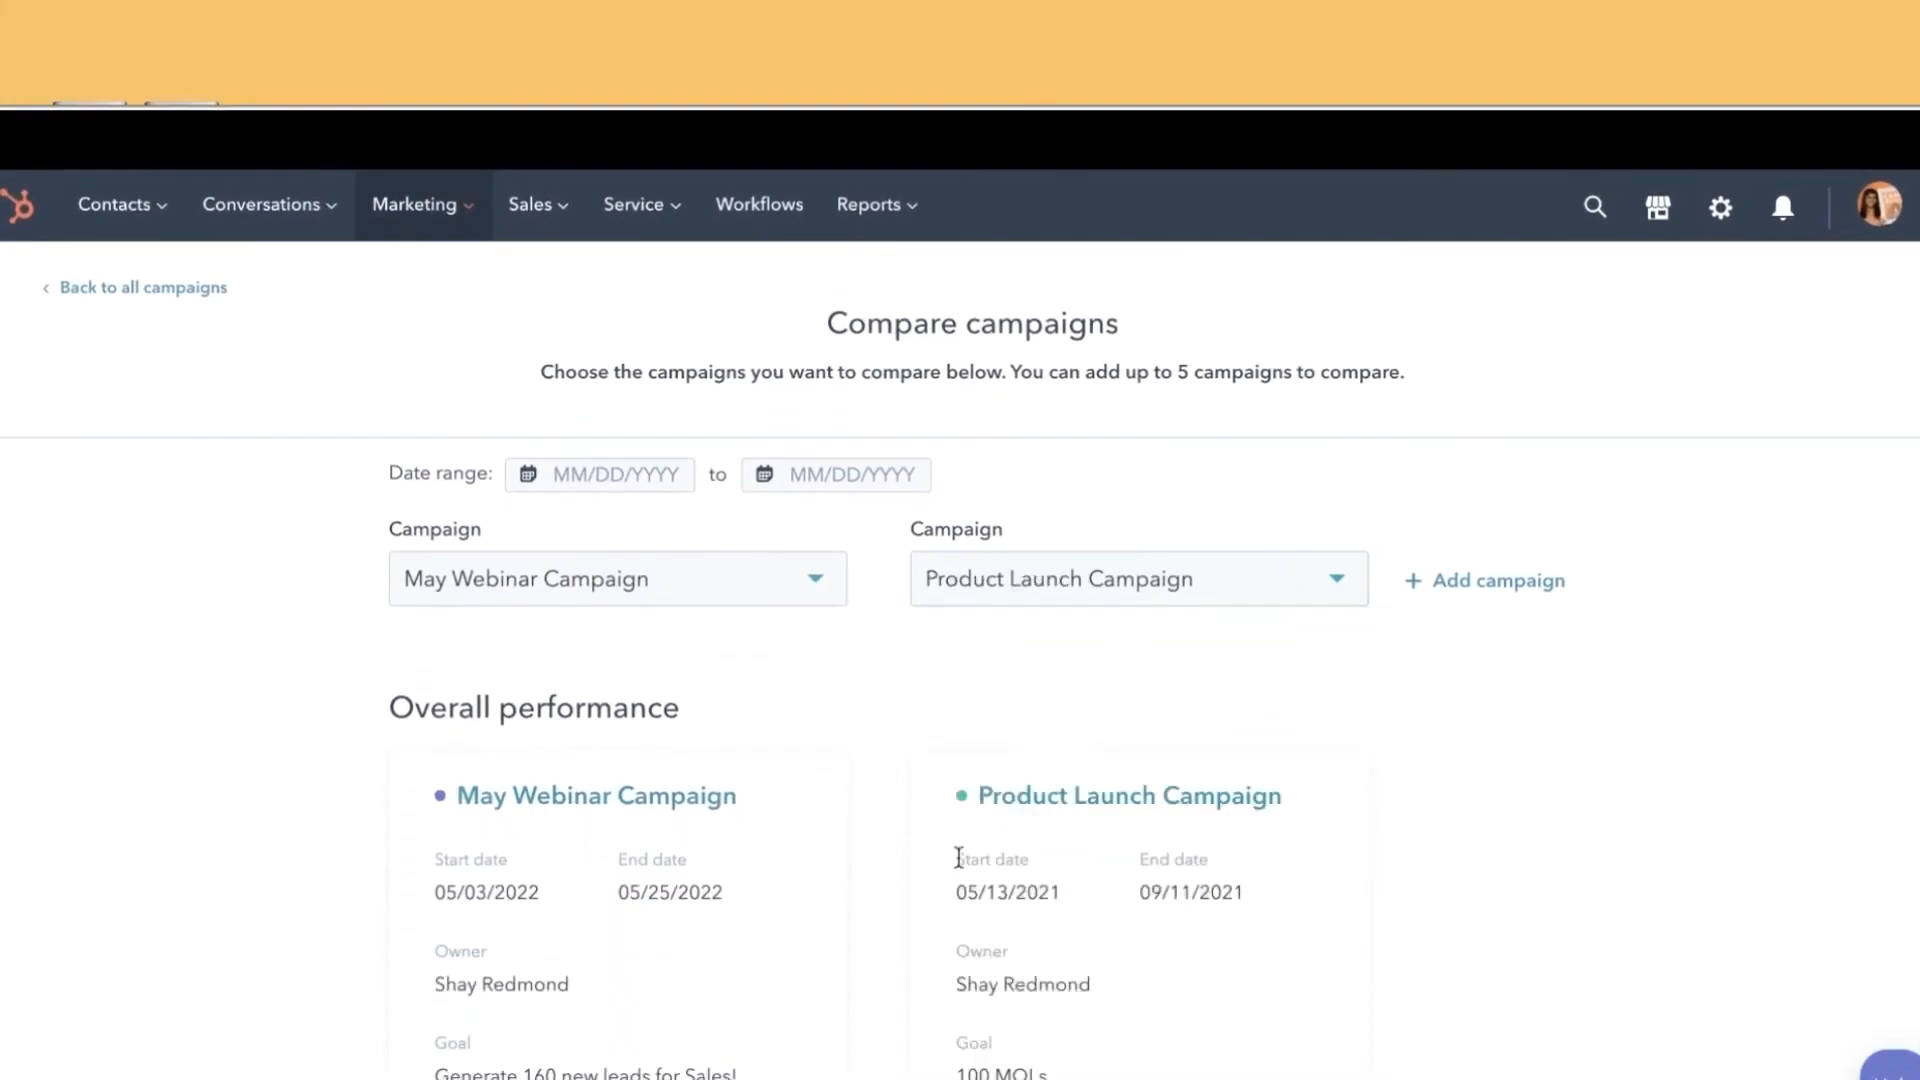 Contacts Conversations Marketing Sales Service Workflows Reports
Back to all campaigns
Compare campaigns
Choose the campaigns you want to compare below. You can add up to 5 campaigns to compare.
Date range: MM/DD/YYYY to MM/DD/YYYY
Campaign Campaign
May Webinar Campaign Product Launch Campaign + Add campaign
Overall performance
May Webinar Campaign Product Launch Campaign
Start date End date Start date End date
05/03/2022 05/25/2022 05/13/2021 09/11/2021
Owner Owner
Shay Redmond Shay Redmond
Goal Goal
Generate 160 new leads for Sales! 100 MQLs